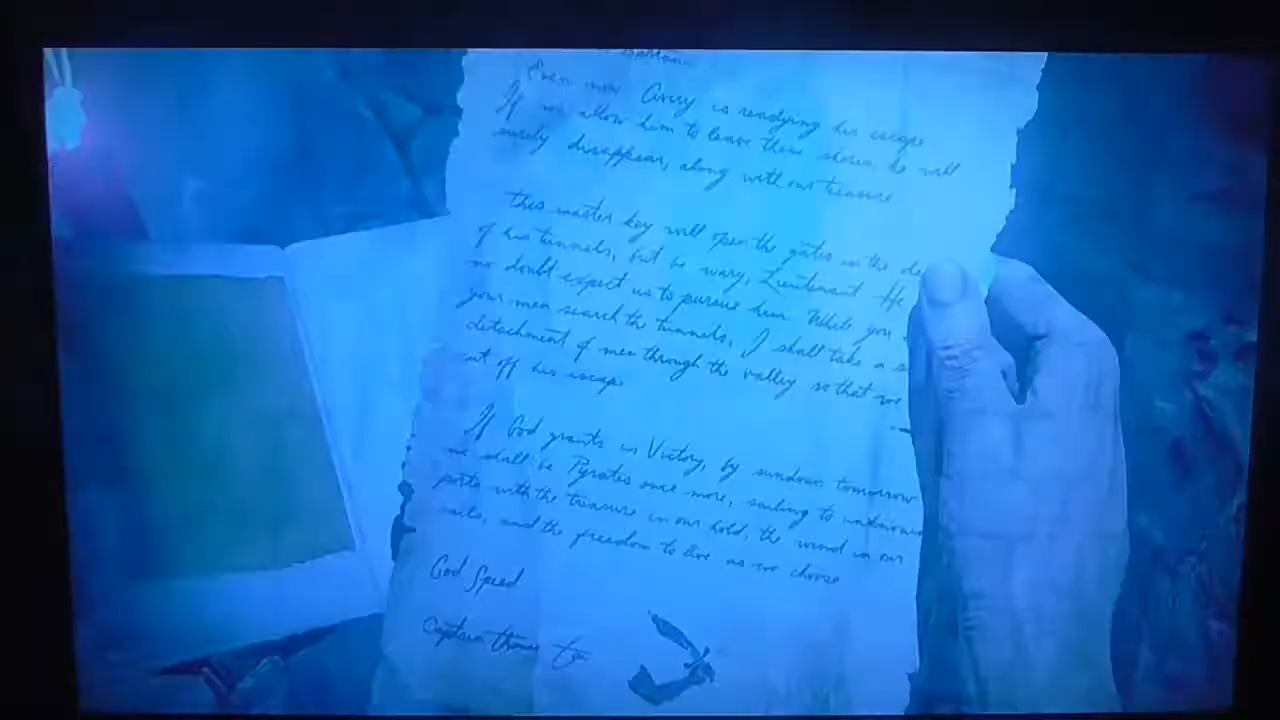 Even now Avery is readying his escape
If we allow him to leave these shores, he will
surely disappear, along with our treasure
This master key will open the gates in the
of his tunnels, but be wary, Lieutenant He
no doubt expect us to pursue him While you
your men search the tunnels, I shall take a
detachment of men through the valley so that we
cut off his escape
If God grants us Victory, by sundown tomorrow
we shall be Pyrates once more, sailing to unknown
ports with the treasure in our hold, the wind in our
sails, and the freedom to live as we choose
God Speed
Captain Thomas Tew